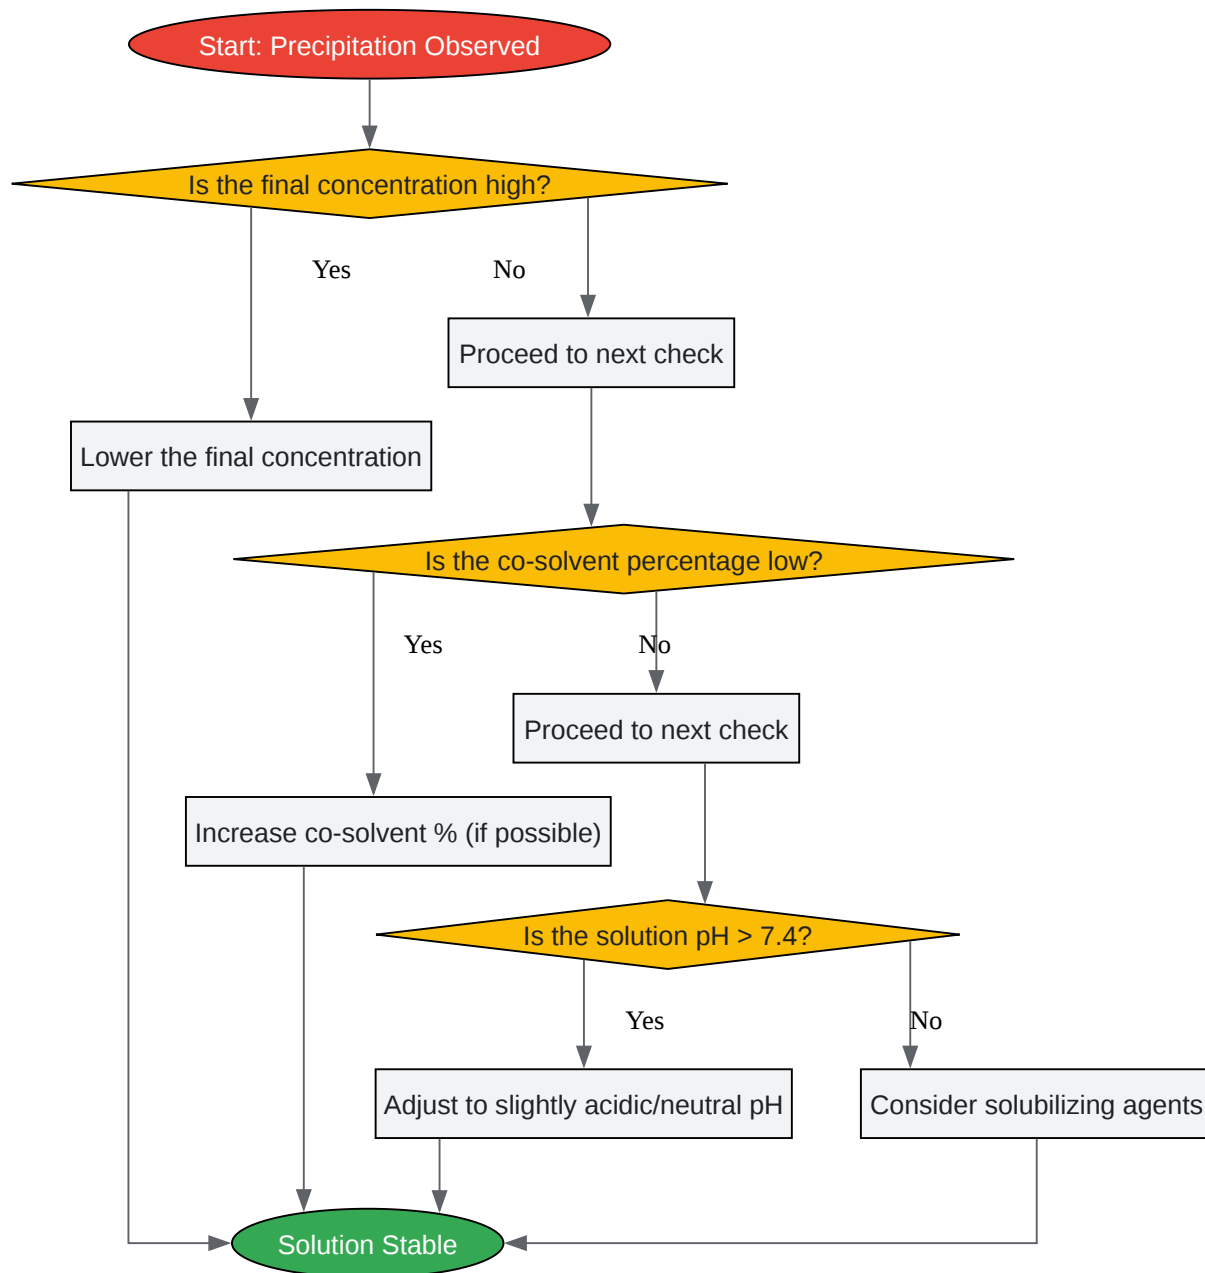 Start: Precipitation Observed
Is the final concentration high?
Yes
No
Proceed to next check
Lower the final concentration
Is the co-solvent percentage low?
Yes
No
Proceed to next check
Increase co-solvent % (if possible)
Is the solution pH > 7.4?
Yes
No
Adjust to slightly acidic/neutral pH
Consider solubilizing agents
Solution Stable